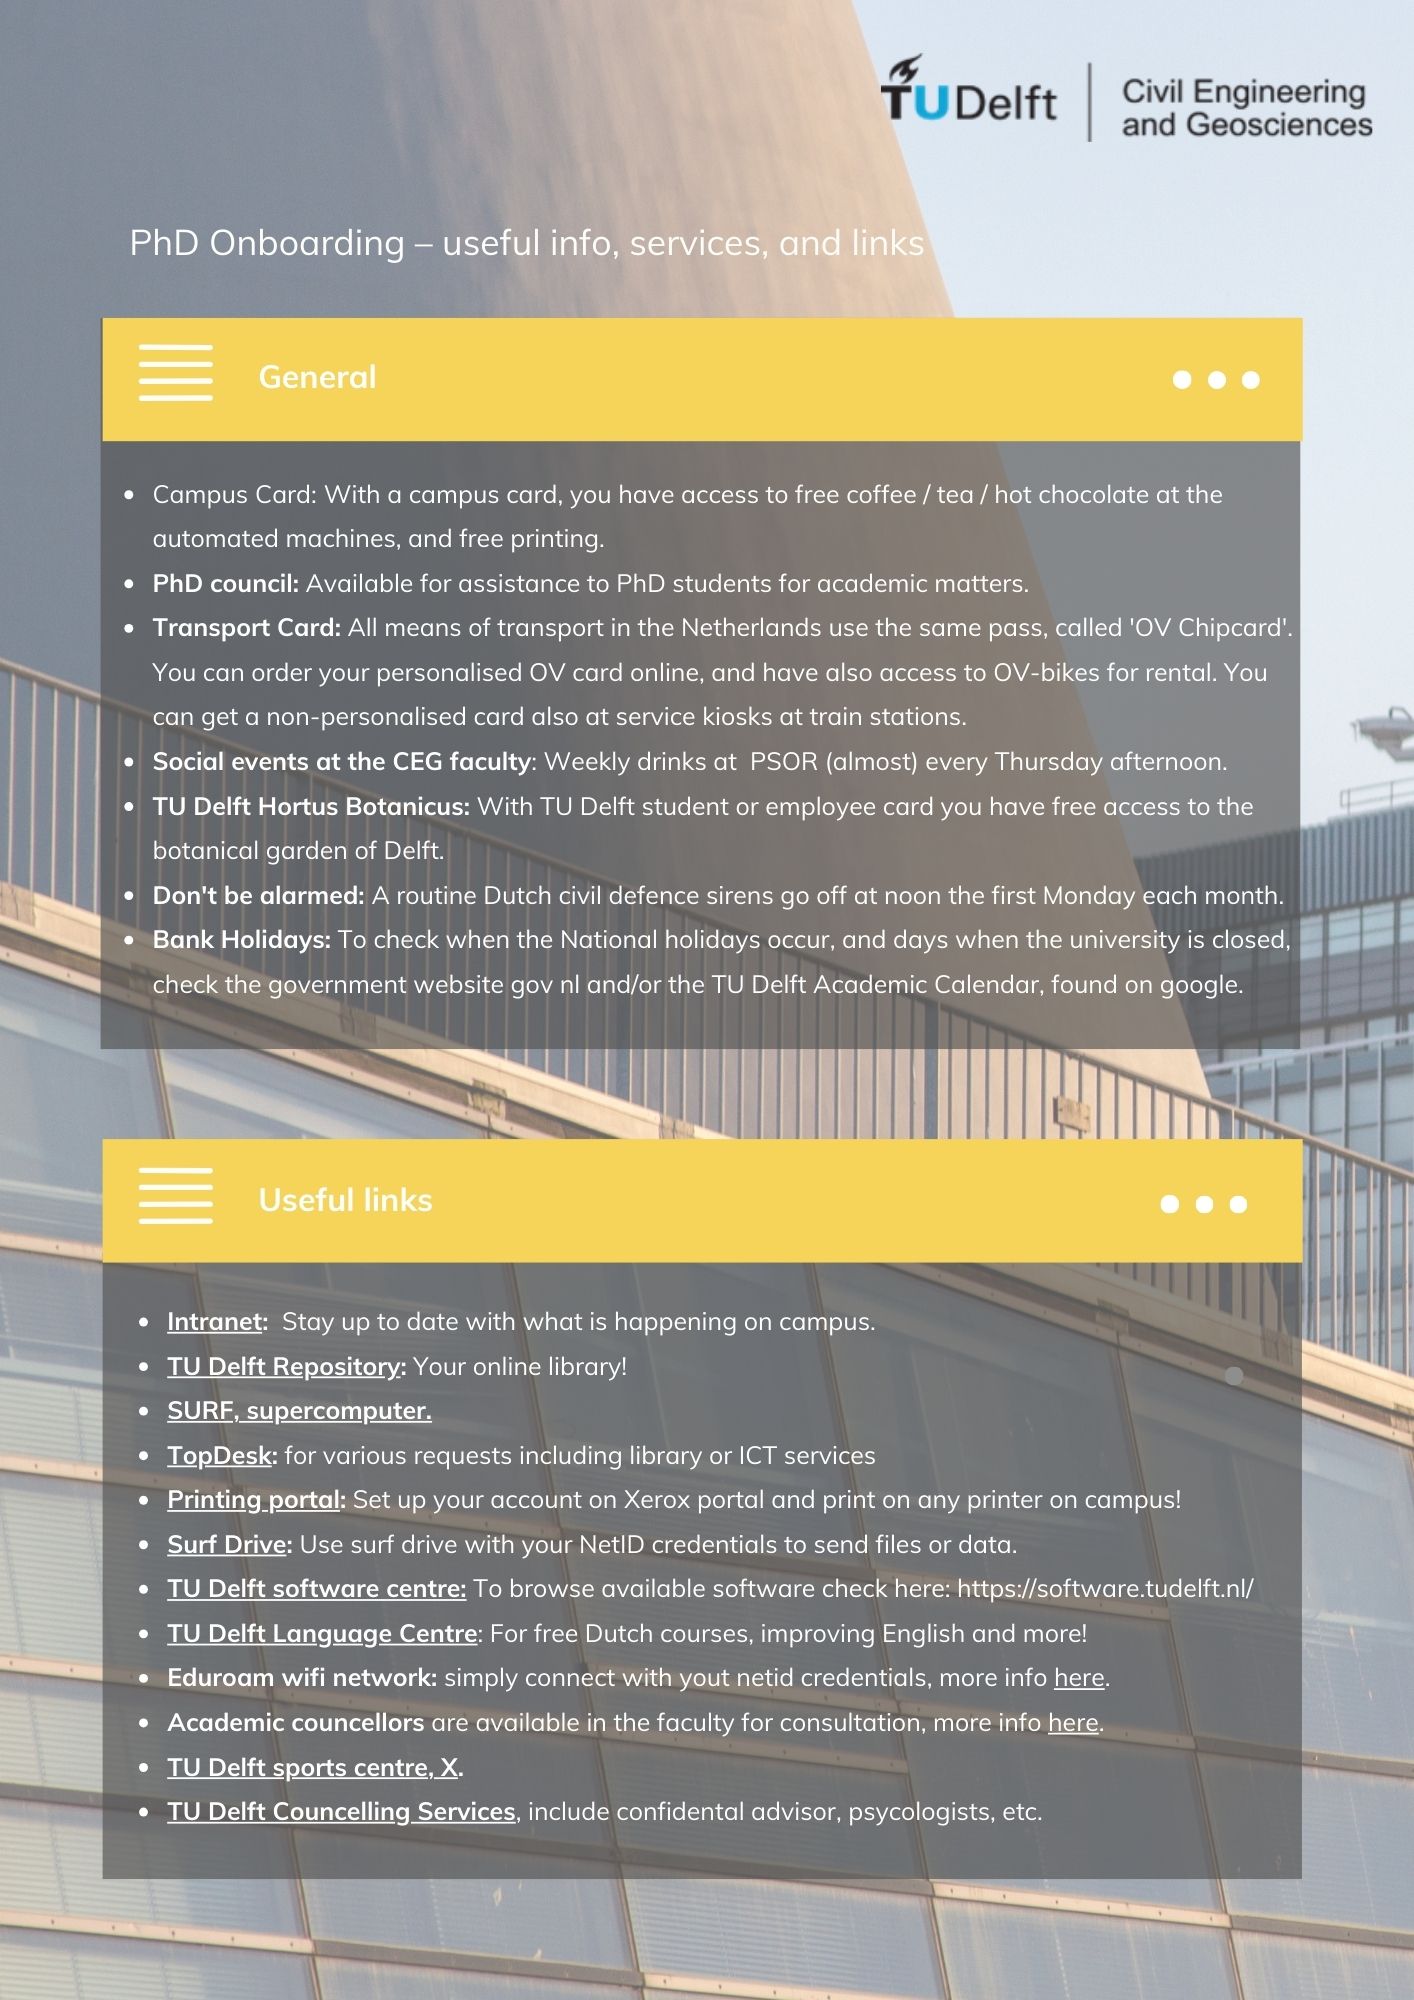 TU Delft
Civil Engineering
and Geosciences
PhD Onboarding – useful info, services, and links
General
Campus Card: With a campus card, you have access to free coffee / tea / hot chocolate at the
automated machines, and free printing.
PhD council: Available for assistance to PhD students for academic matters.
Transport Card: All means of transport in the Netherlands use the same pass, called 'OV Chipcard'.
You can order your personalised OV card online, and have also access to OV-bikes for rental. You
can get a non-personalised card also at service kiosks at train stations.
Social events at the CEG faculty: Weekly drinks at  PSOR (almost) every Thursday afternoon.
TU Delft Hortus Botanicus: With TU Delft student or employee card you have free access to the
botanical garden of Delft.
Don't be alarmed: A routine Dutch civil defence sirens go off at noon the first Monday each month.
Bank Holidays: To check when the National holidays occur, and days when the university is closed,
check the government website gov nl and/or the TU Delft Academic Calendar, found on google.
Useful links
Intranet:  Stay up to date with what is happening on campus.
TU Delft Repository: Your online library!
SURF, supercomputer.
TopDesk: for various requests including library or ICT services
Printing portal: Set up your account on Xerox portal and print on any printer on campus!
Surf Drive: Use surf drive with your NetID credentials to send files or data.
TU Delft software centre: To browse available software check here: https://software.tudelft.nl/
TU Delft Language Centre: For free Dutch courses, improving English and more!
Eduroam wifi network: simply connect with yout netid credentials, more info here.
Academic councellors are available in the faculty for consultation, more info here.
TU Delft sports centre, X.
TU Delft Councelling Services, include confidental advisor, psycologists, etc.